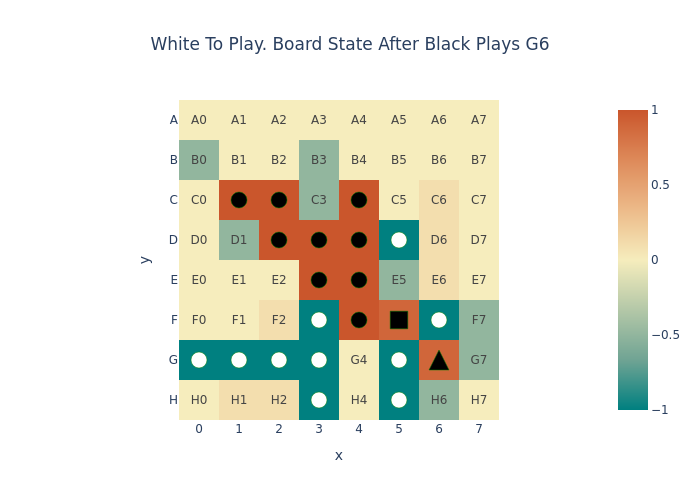 White To Play. Board State After Black Plays G6
A A0 A1 A2 A3 A4 A5 A6 A7
B B0 B1 B2 B3 B4 B5 B6 B7
C C0 C3 C5 C6 C7
D D0 D1 D6 D7
E E0 E1 E2 E5 E6 E7
F F0 F1 F2 F7
G G4 G7
H H0 H1 H2 H4 H6 H7
0 1 2 3 4 5 6 7
x
y
1
0.5
0
−0.5
−1